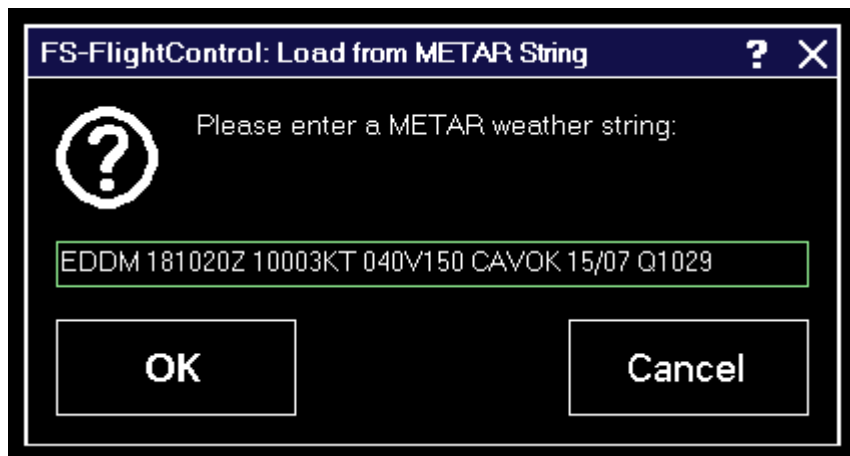 FS-FlightControl: Load from METAR String ? X
Please enter a METAR weather string:
EDDM 181020Z 10003KT 040V150 CAVOK 15/07 Q1029
OK Cancel